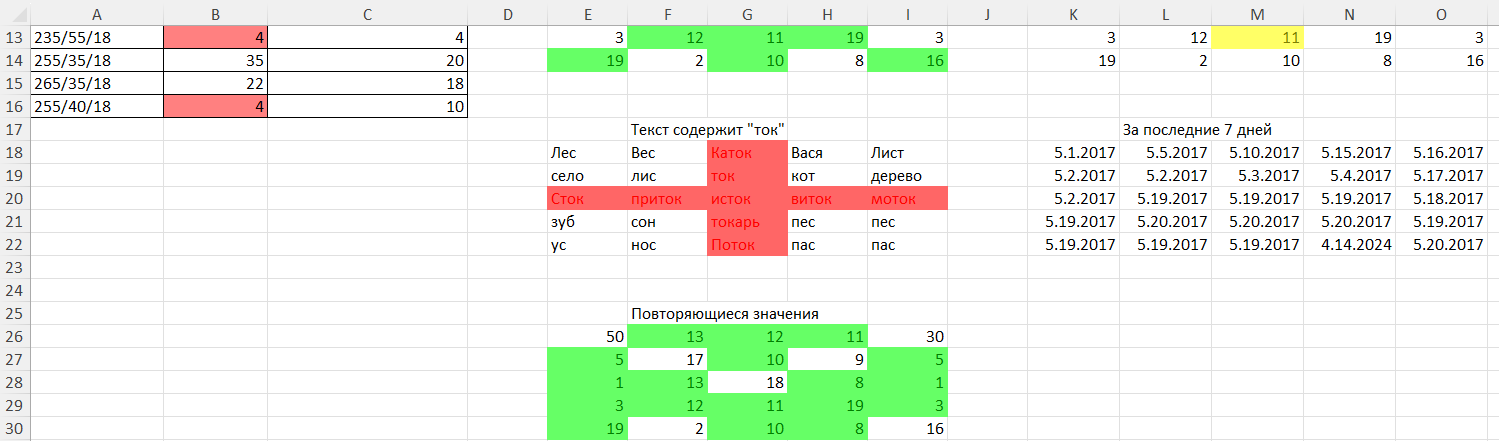 A B C D E F G H I J K L M N O
13 235/55/18 4 4 3 12 11 19 3 3 12 11 19 3
14 255/35/18 35 20 19 2 10 8 16 19 2 10 8 16
15 265/35/18 22 18
16 255/40/18 4 10
17 Текст содержит "ток" За последние 7 дней
18 Лес Вес Каток Вася Лист 5.1.2017 5.5.2017 5.10.2017 5.15.2017 5.16.2017
19 село лис ток кот дерево 5.2.2017 5.2.2017 5.3.2017 5.4.2017 5.17.2017
20 Сток приток исток виток моток 5.2.2017 5.19.2017 5.19.2017 5.19.2017 5.18.2017
21 зуб сон токарь пес пес 5.19.2017 5.20.2017 5.20.2017 5.20.2017 5.19.2017
22 ус нос Поток пас пас 5.19.2017 5.19.2017 5.19.2017 4.14.2024 5.20.2017
23
24
25 Повторяющиеся значения
26 50 13 12 11 30
27 5 17 10 9 5
28 1 13 18 8 1
29 3 12 11 19 3
30 19 2 10 8 16